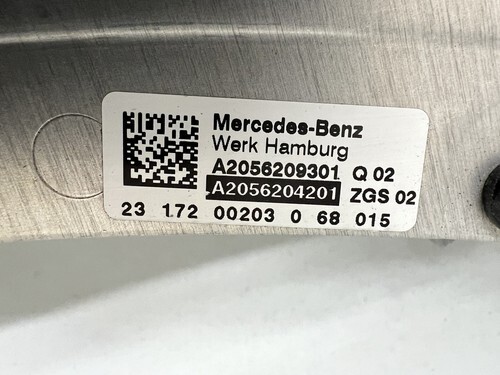 Mercedes-Benz
Werk Hamburg
A2056209301 Q 02
A2056204201 ZGS 02
23 172 00203 0 68 015